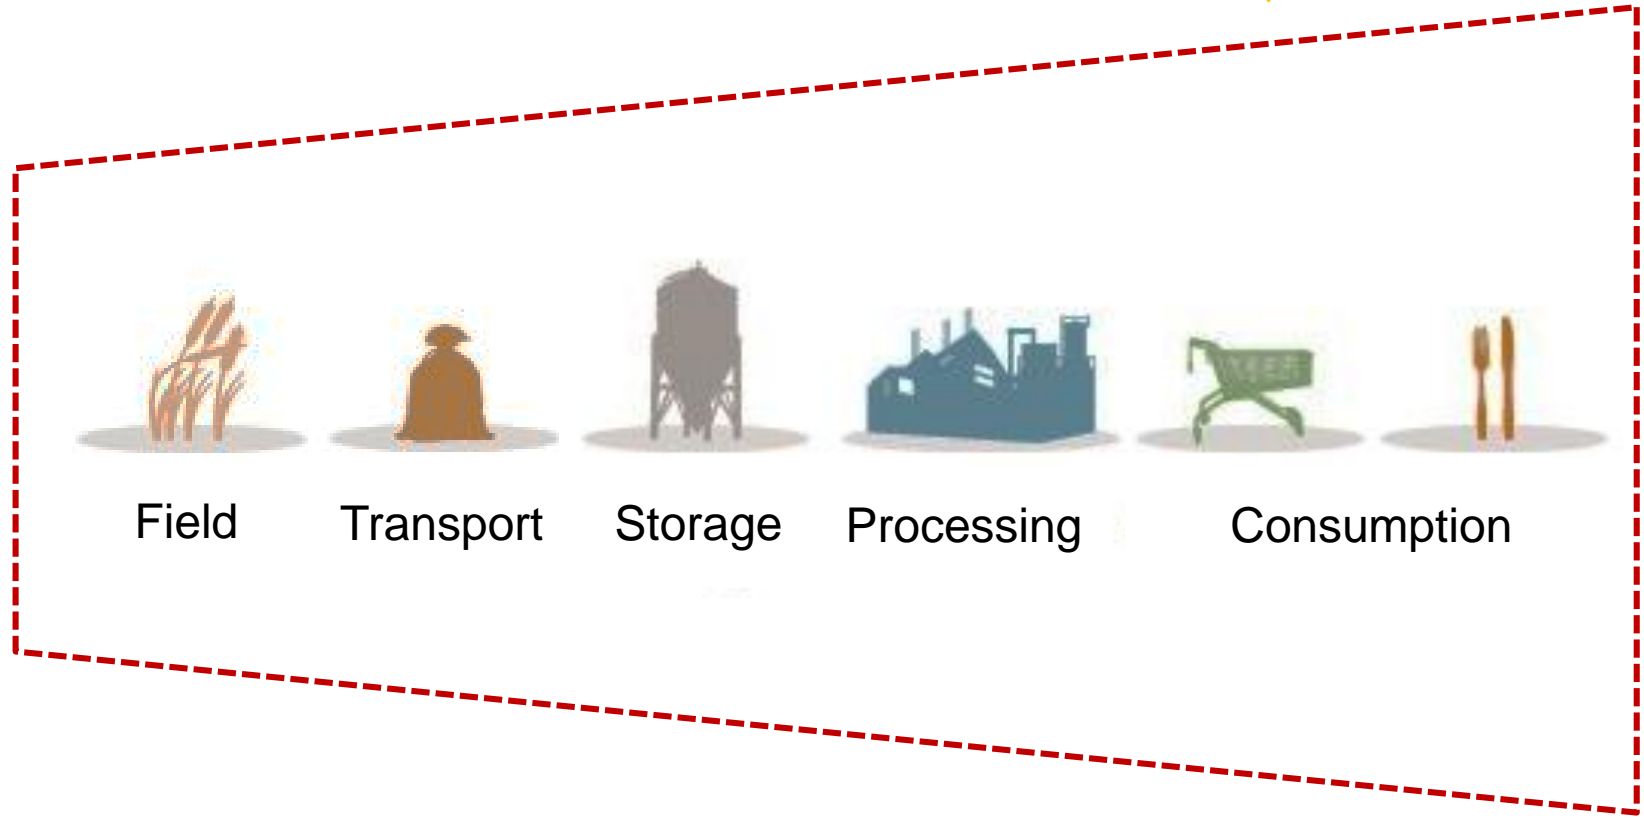 Field
Transport
Storage
Processing
Consumption